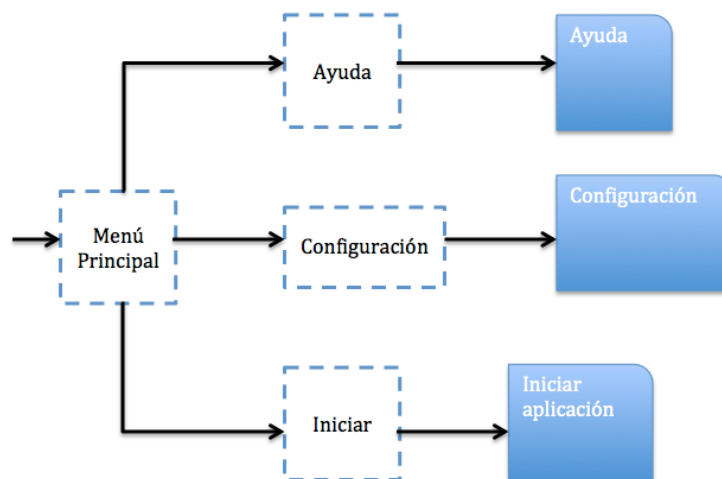 Ayuda
Ayuda
Menú
Principal
Configuración
Configuración
Iniciar
Iniciar
aplicación